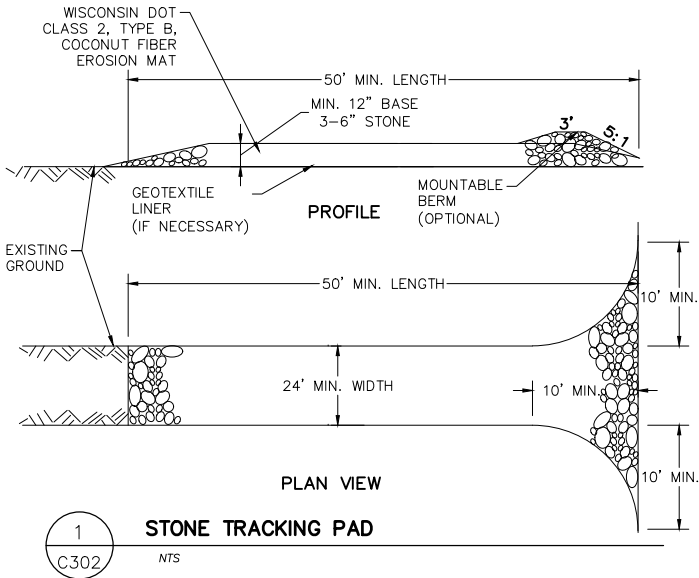 WISCONSIN DOT
CLASS 2, TYPE B,
COCONUT FIBER
EROSION MAT
50' MIN. LENGTH
MIN. 12" BASE
3-6" STONE
3'
5:1
GEOTEXTILE
LINER
(IF NECESSARY)
MOUNTABLE
BERM
(OPTIONAL)
PROFILE
EXISTING
GROUND
50' MIN. LENGTH
10' MIN.
24' MIN. WIDTH
10' MIN.
10' MIN.
PLAN VIEW
1
C302
STONE TRACKING PAD
NTS